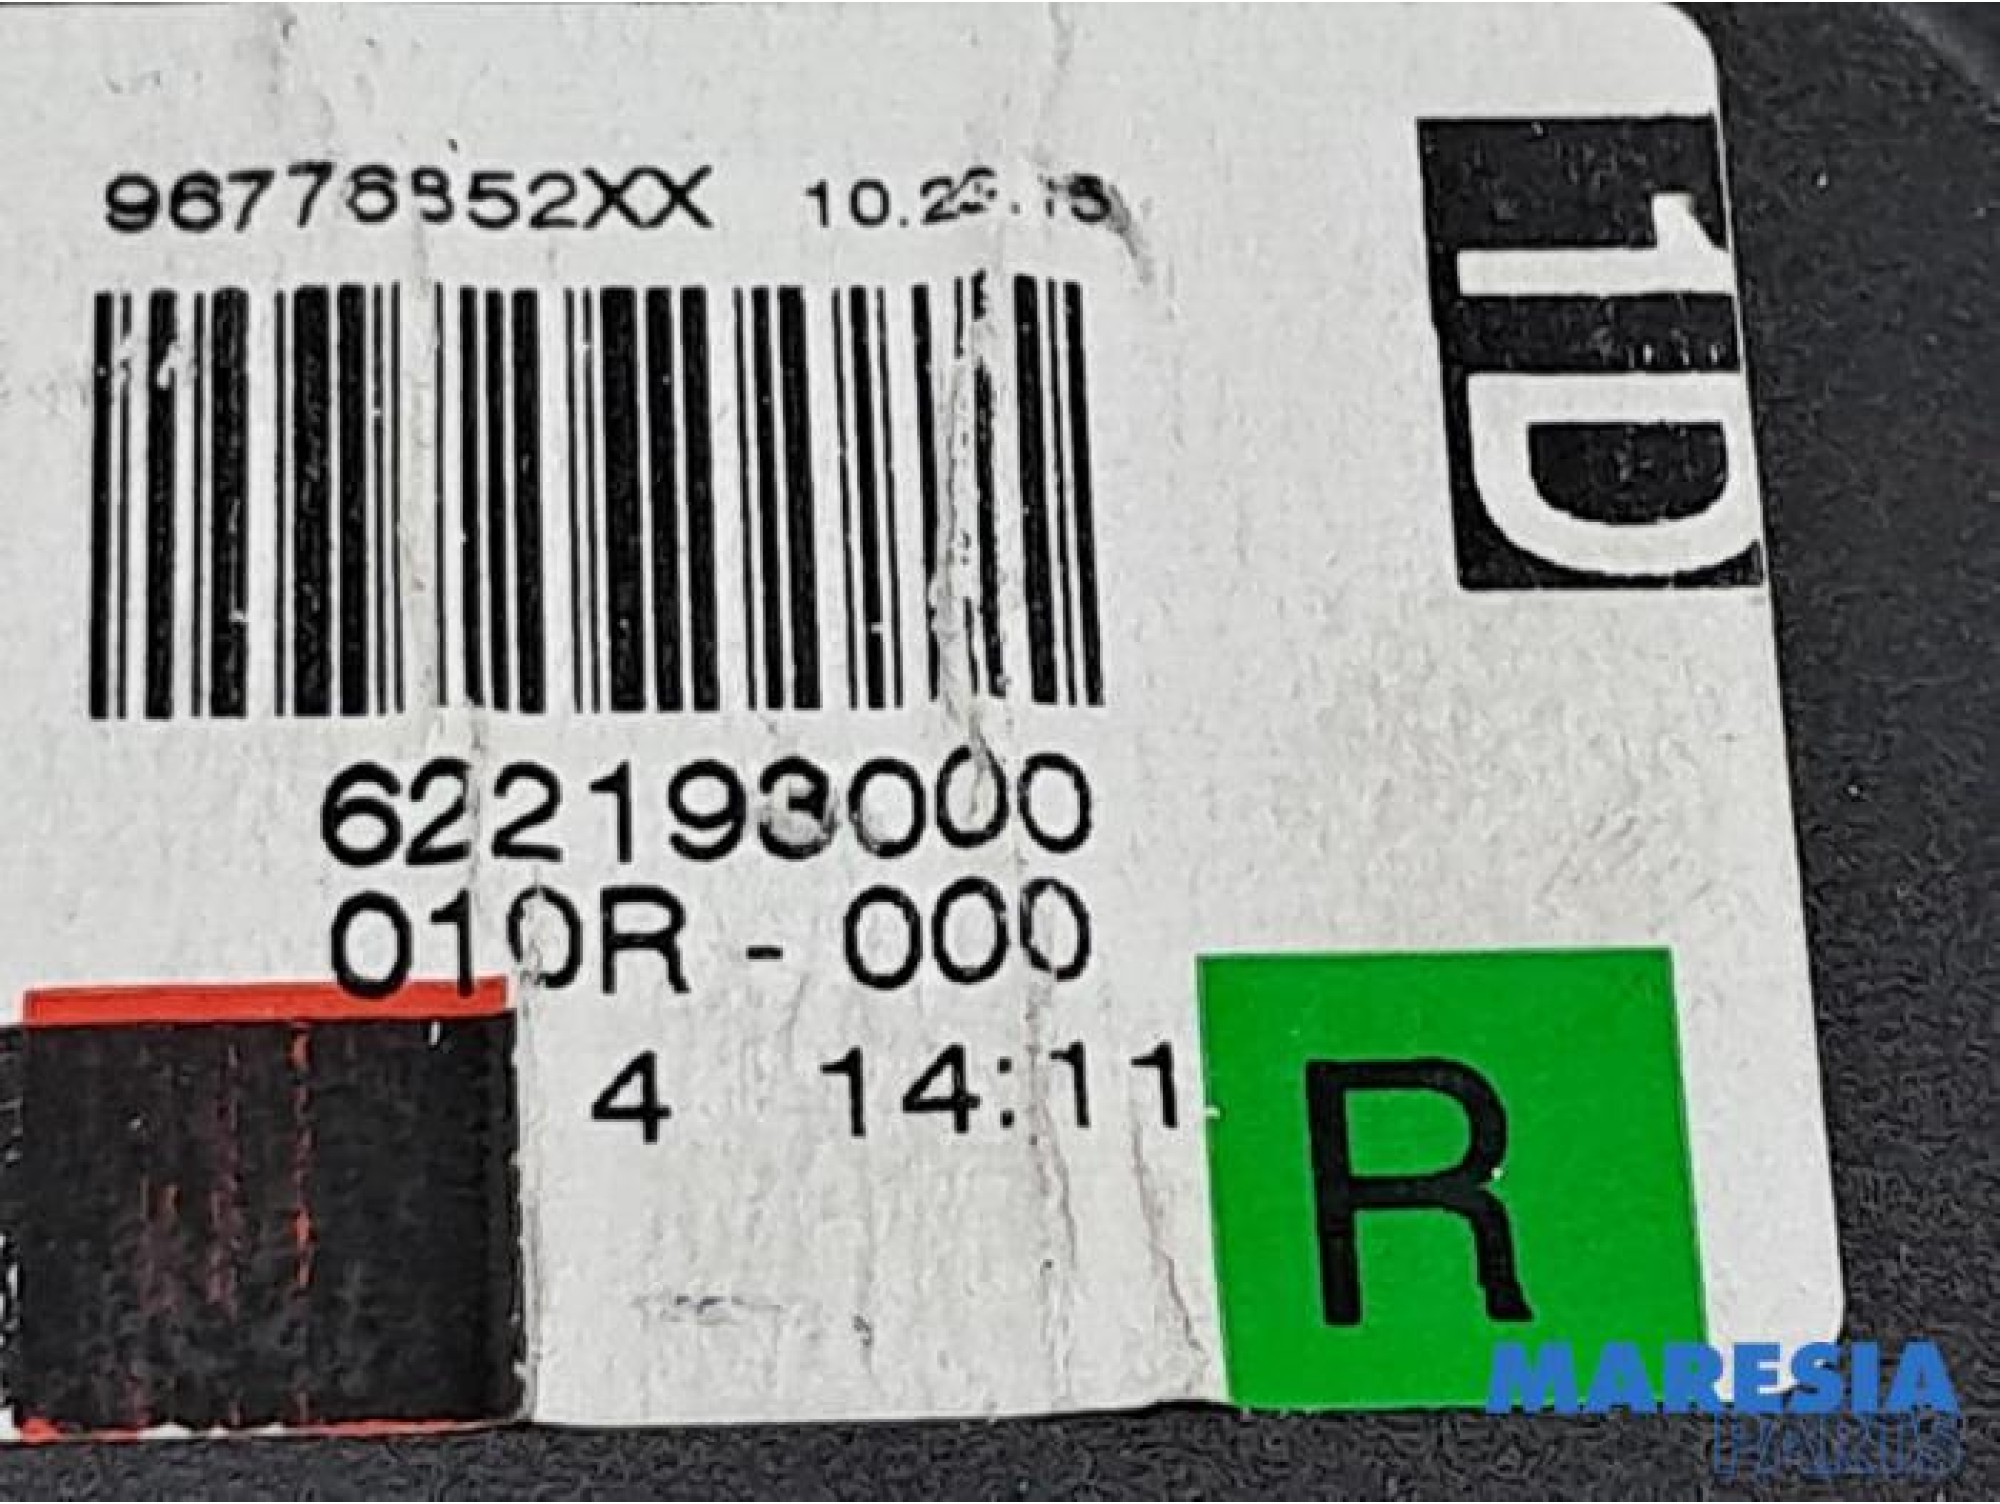 96776852XX
1D
622193000
010R - 000
4 14:11
R
MARESIA
PARTS